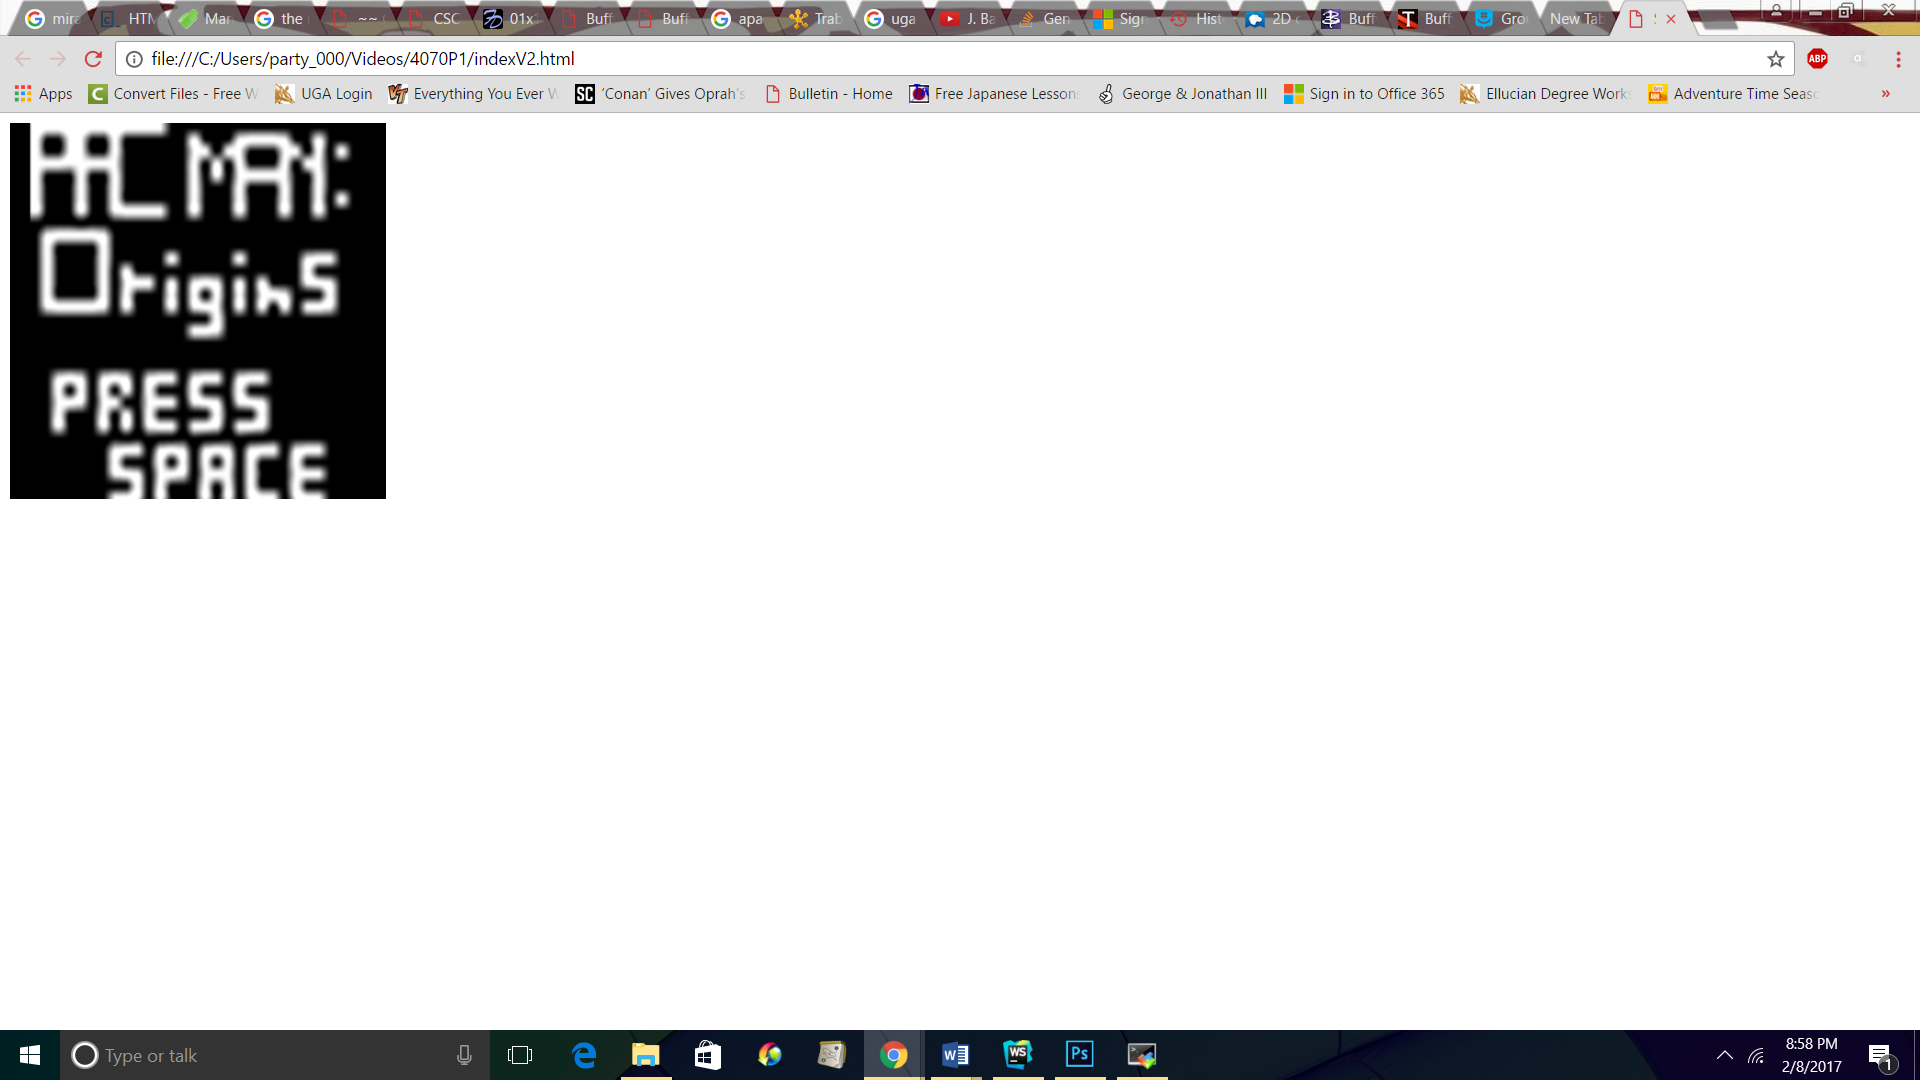 mira
HTM
Mar
the
~~
CSC
01x
Buff
Buff
apa
Trab
uga
J. Ba
Gen
Sign
Hist
2D
Buff
Buff
Gro
New Tab
file:///C:/Users/party_000/Videos/4070P1/indexV2.html
ABP
Apps
Convert Files - Free W
UGA Login
Everything You Ever W
'Conan' Gives Oprah's
Bulletin - Home
Free Japanese Lessons
George & Jonathan III
Sign in to Office 365
Ellucian Degree Works
Adventure Time Seas
»
PAC MAN:
Origins
PRESS
SPACE
Type or talk
8:58 PM
2/8/2017
1